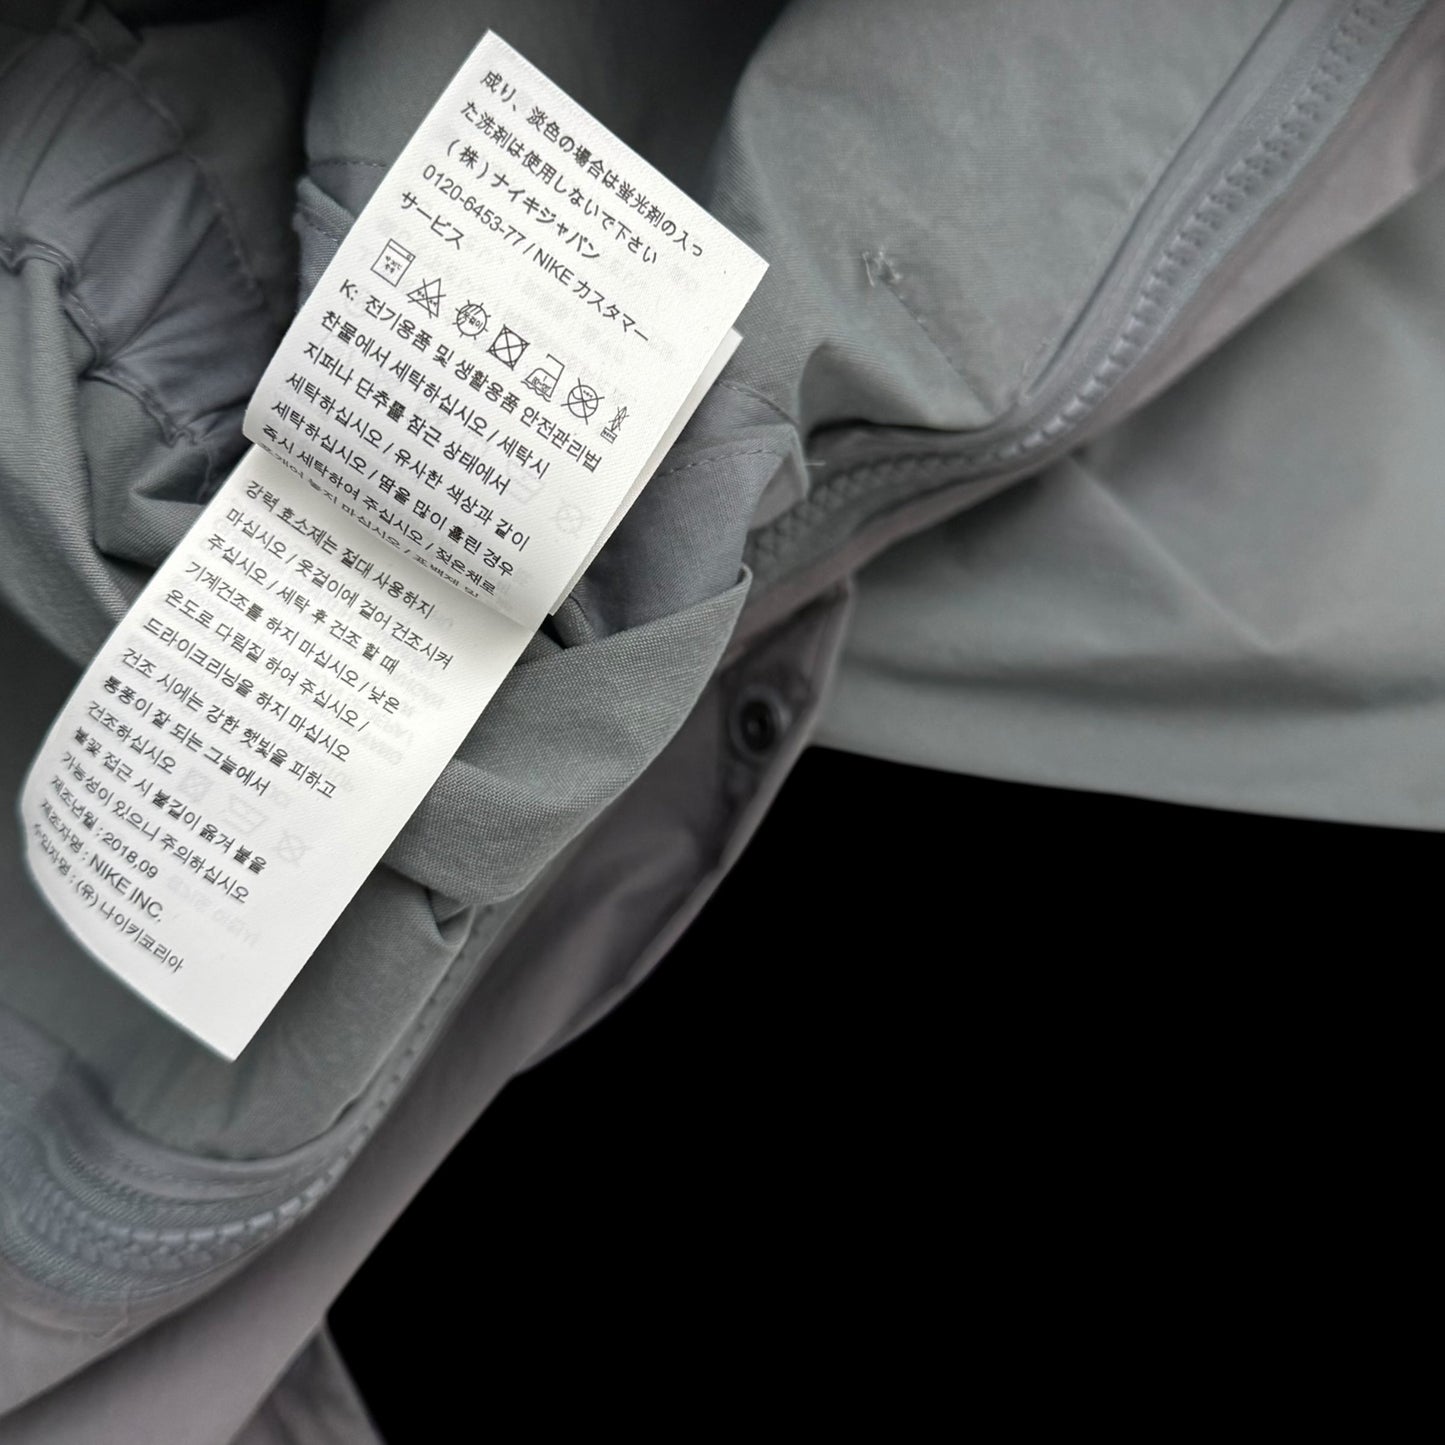 成り、淡色の場合は蛍光剤の入っ
た洗剤は使用しないで下さい
(株)ナイキジャパン
0120-6453-77 / NIKE カスタマー
サービス
K: 전기용품 및 생활용품 안전관리법
찬물에서 세탁하십시오 / 세탁시
지퍼나 단추를 잠근 상태에서
세탁하십시오 / 유사한 색상과 같이
세탁하십시오 / 땀을 많이 흘린 경우
즉시 세탁하여 주십시오 / 젖은채로
마십시오 / 표백제 및
강력 효소제는 절대 사용하지
마십시오 / 옷걸이에 걸어 건조시켜
주십시오 / 세탁 후 건조 할 때
기계건조를 하지 마십시오 / 낮은
온도로 다림질 하여 주십시오 /
드라이크리닝을 하지 마십시오
건조 시에는 강한 햇빛을 피하고
통풍이 잘 되는 그늘에서
건조하십시오
불꽃 접근 시 불길이 옮겨 붙을
가능성이 있으니 주의하십시오
제조년월 : 2018,09
제조자명 : NIKE INC,
수입자명 : (유) 나이키코리아